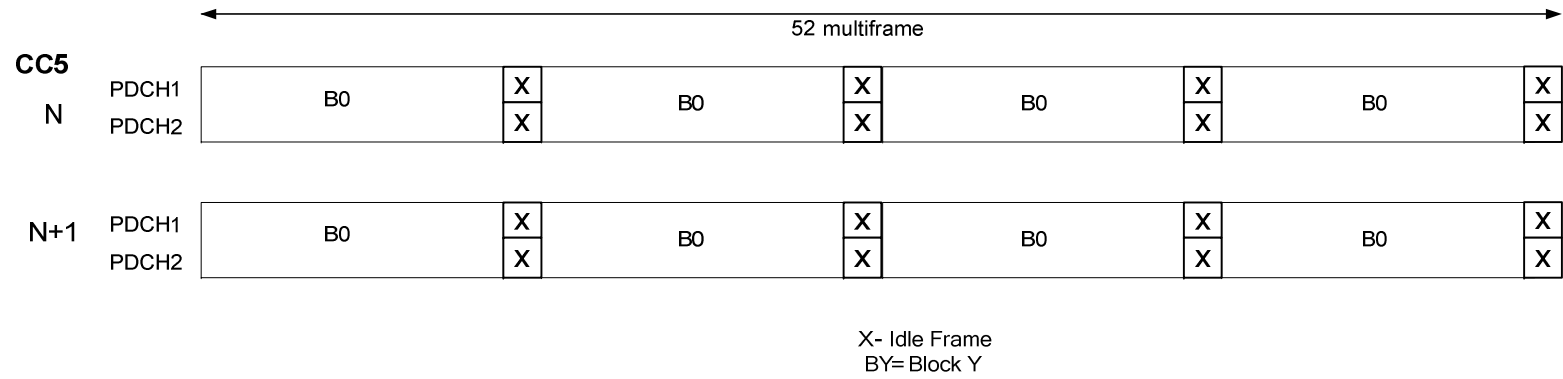 52 multiframe
CC5
N
PDCH1
PDCH2
B0 X B0 X B0 X B0 X
X X X X
N+1
PDCH1
PDCH2
B0 X B0 X B0 X B0 X
X X X X
X- Idle Frame
BY= Block Y